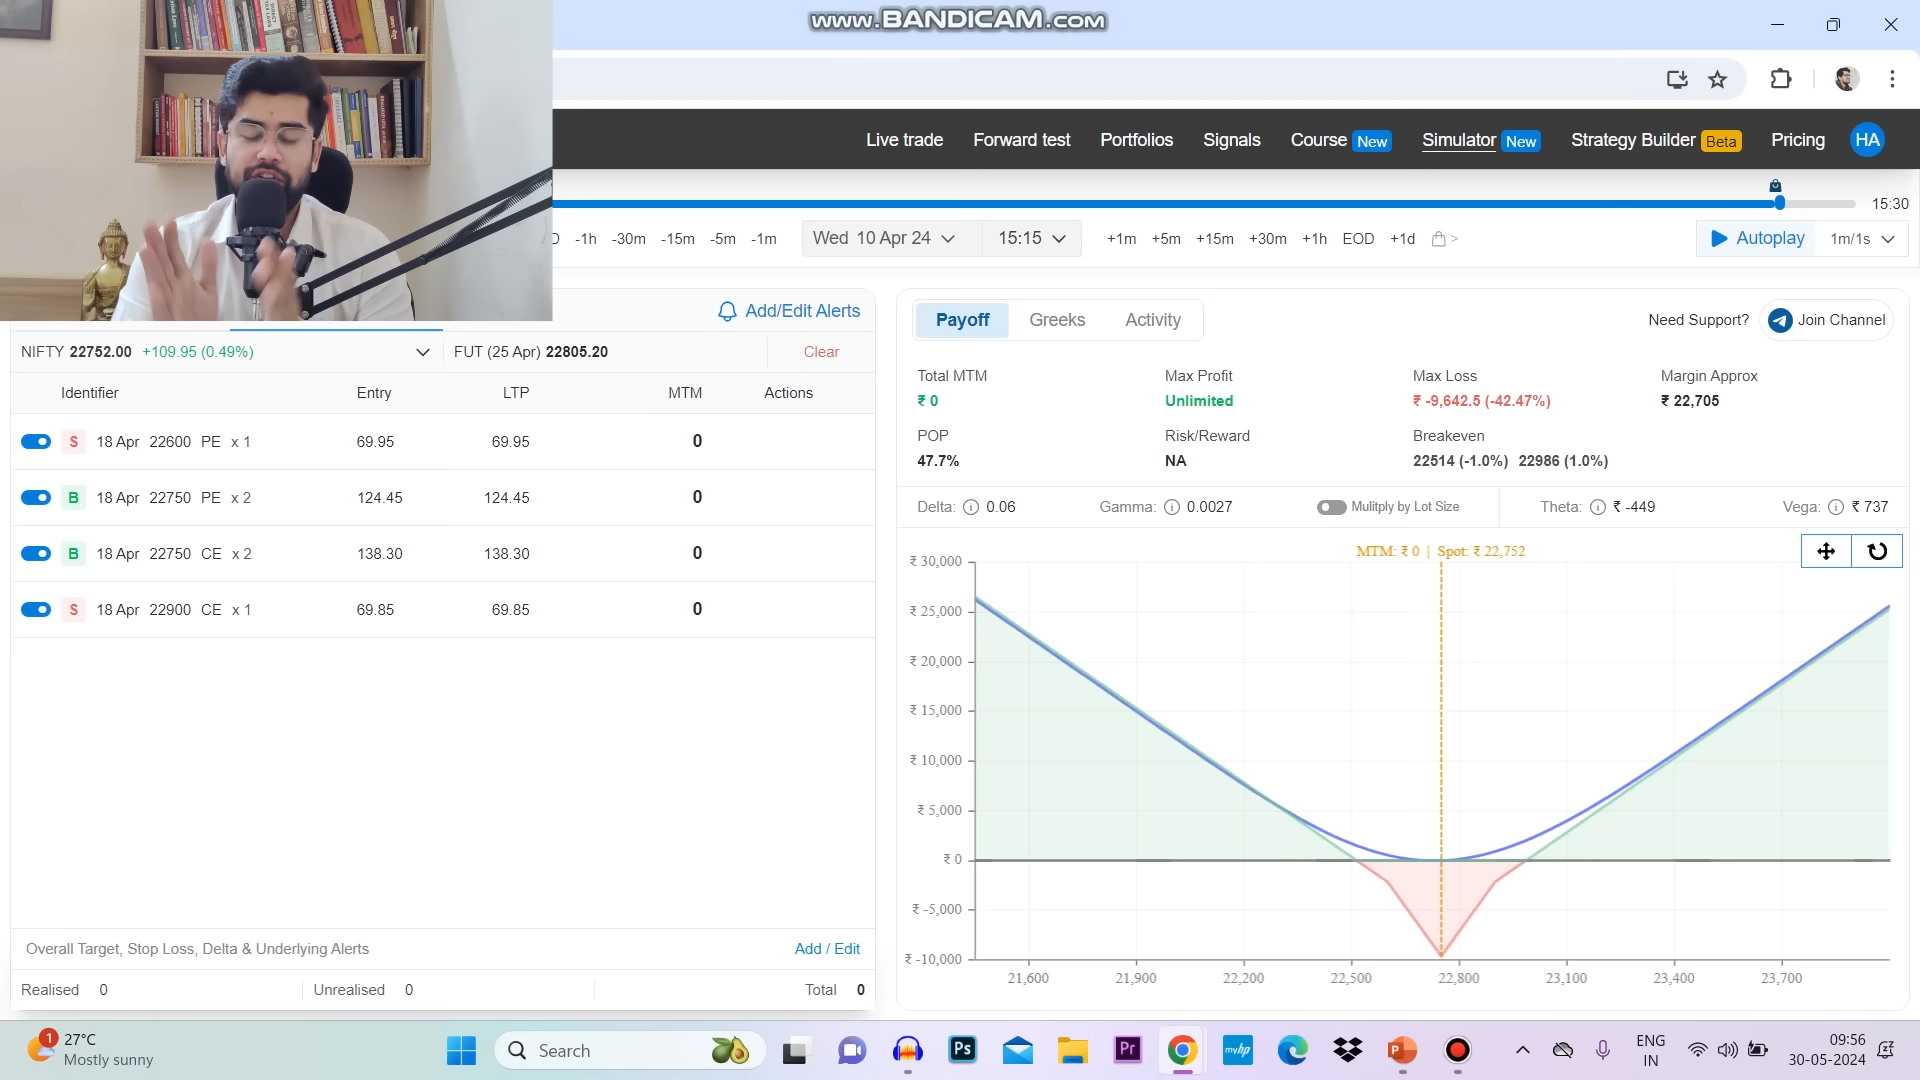 www.BANDICAM.com
Live trade Forward test Portfolios Signals Course New Simulator New Strategy Builder Beta Pricing HA
15:30
-1h -30m -15m -5m -1m Wed 10 Apr 24 15:15 +1m +5m +15m +30m +1h EOD +1d > Autoplay 1m/1s
Add/Edit Alerts
NIFTY 22752.00 +109.95 (0.49%) FUT (25 Apr) 22805.20 Clear
Identifier Entry LTP MTM Actions
S 18 Apr 22600 PE x 1 69.95 69.95 0
B 18 Apr 22750 PE x 2 124.45 124.45 0
B 18 Apr 22750 CE x 2 138.30 138.30 0
S 18 Apr 22900 CE x 1 69.85 69.85 0
Overall Target, Stop Loss, Delta & Underlying Alerts Add / Edit
Realised 0 Unrealised 0 Total 0
Payoff Greeks Activity Need Support? Join Channel
Total MTM Max Profit Max Loss Margin Approx
₹ 0 Unlimited ₹ -9,642.5 (-42.47%) ₹ 22,705
POP Risk/Reward Breakeven
47.7% NA 22514 (-1.0%) 22986 (1.0%)
Delta: 0.06 Gamma: 0.0027 Mulitply by Lot Size Theta: ₹ -449 Vega: ₹ 737
MTM: ₹ 0 | Spot: ₹ 22,752
₹ 30,000
₹ 25,000
₹ 20,000
₹ 15,000
₹ 10,000
₹ 5,000
₹ 0
₹ -5,000
₹ -10,000
21,600 21,900 22,200 22,500 22,800 23,100 23,400 23,700
1 27°C
Mostly sunny
Search
Ps
Pr
myhp
ENG
IN
09:56
30-05-2024